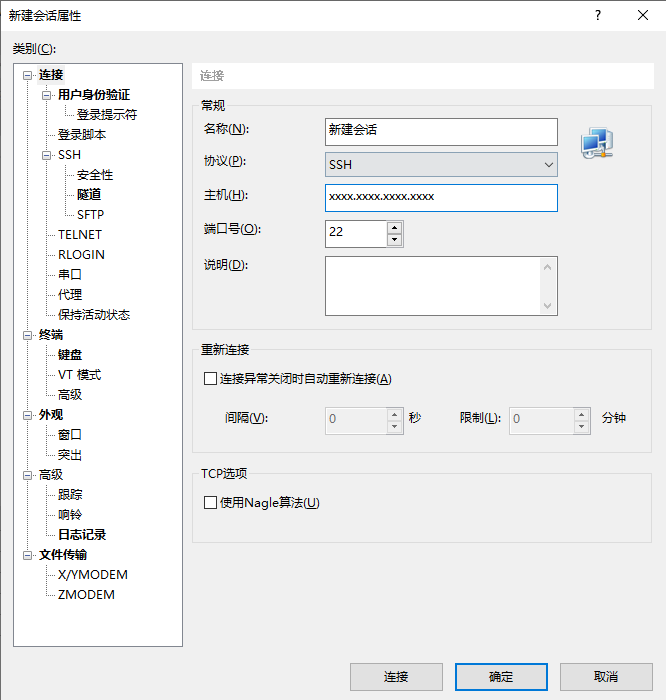 新建会话属性
类别(C):
连接
用户身份验证
登录提示符
登录脚本
SSH
安全性
隧道
SFTP
TELNET
RLOGIN
串口
代理
保持活动状态
终端
键盘
VT 模式
高级
外观
窗口
突出
高级
跟踪
响铃
日志记录
文件传输
X/YMODEM
ZMODEM
连接
常规
名称(N): 新建会话
协议(P): SSH
主机(H): xxxx.xxxx.xxxx.xxxx
端口号(O): 22
说明(D):
重新连接
连接异常关闭时自动重新连接(A)
间隔(V): 0 秒 限制(L): 0 分钟
TCP选项
使用Nagle算法(U)
连接 确定 取消